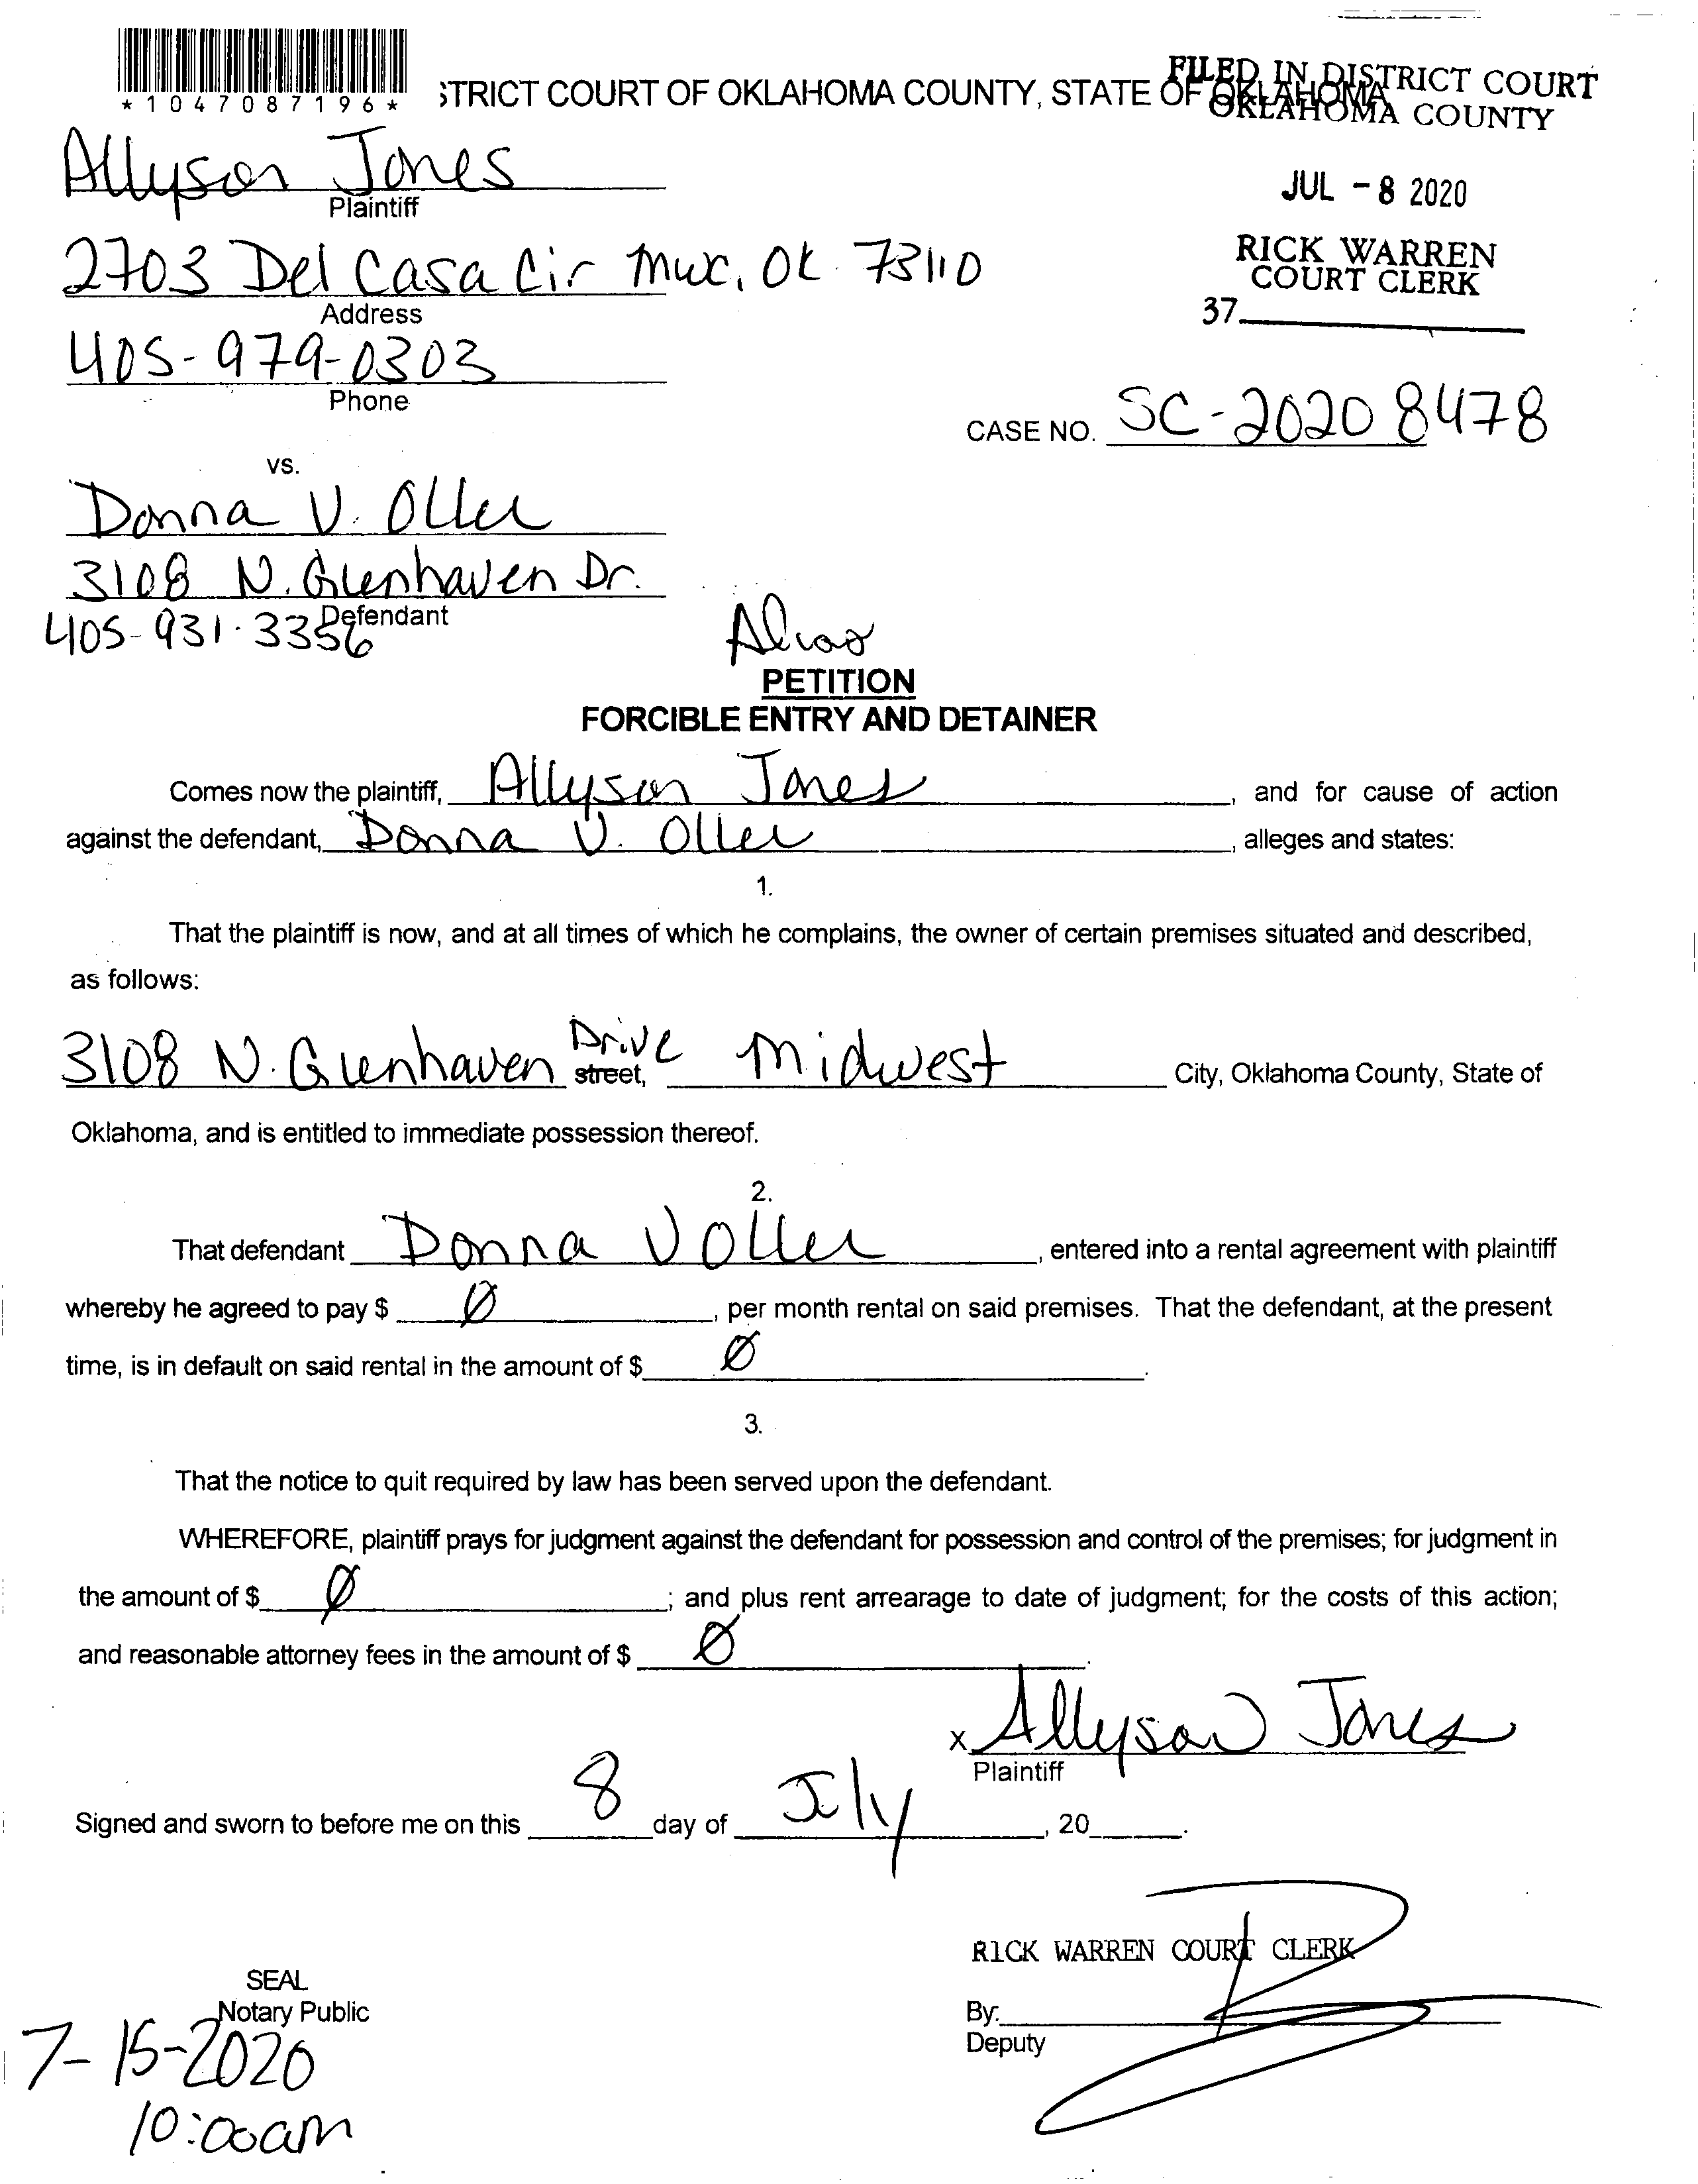 *1047087196*
STRICT COURT OF OKLAHOMA COUNTY, STATE OF OKLAHOMA
FILED IN DISTRICT COURT
OKLAHOMA COUNTY
Allyson Jones
Plaintiff
JUL - 8 2020
2703 Del Casa Cir MWC, OK 73110
Address
RICK WARREN
COURT CLERK
37
405-979-0303
Phone
CASE NO. SC-2020 8478
vs.
Donna V. Oller
3108 N. Glenhaven Dr.
Defendant
405-931-3356
PETITION
FORCIBLE ENTRY AND DETAINER
Comes now the plaintiff, Allyson Jones, and for cause of action
against the defendant, Donna V. Oller, alleges and states:
1.
That the plaintiff is now, and at all times of which he complains, the owner of certain premises situated and described,
as follows:
3108 N. Glenhaven Drive street, Midwest City, Oklahoma County, State of
Oklahoma, and is entitled to immediate possession thereof.
2.
That defendant Donna V Oller, entered into a rental agreement with plaintiff
whereby he agreed to pay $ Ø, per month rental on said premises. That the defendant, at the present
time, is in default on said rental in the amount of $ Ø.
3.
That the notice to quit required by law has been served upon the defendant.
WHEREFORE, plaintiff prays for judgment against the defendant for possession and control of the premises; for judgment in
the amount of $ Ø; and plus rent arrearage to date of judgment; for the costs of this action;
and reasonable attorney fees in the amount of $ Ø.
x Allyson Jones
Plaintiff
Signed and sworn to before me on this 8 day of July, 20____.
RICK WARREN COURT CLERK
SEAL
Notary Public
By:
Deputy
7-15-2020
10:00am